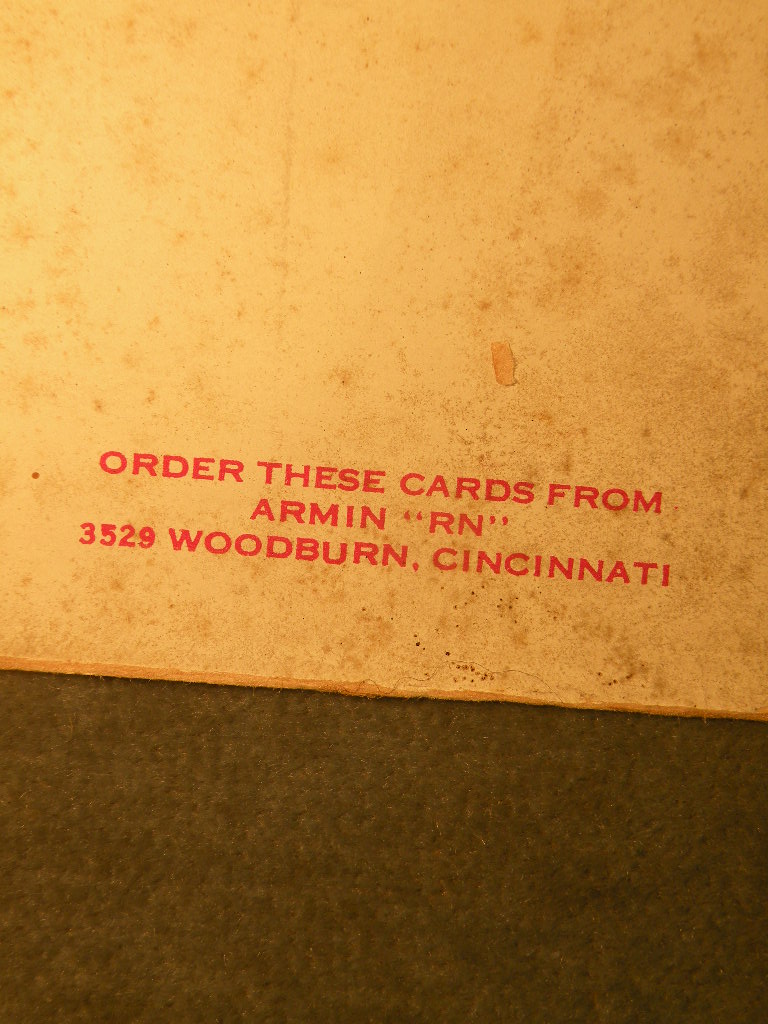 ORDER THESE CARDS FROM
ARMIN “RN”
3529 WOODBURN, CINCINNATI